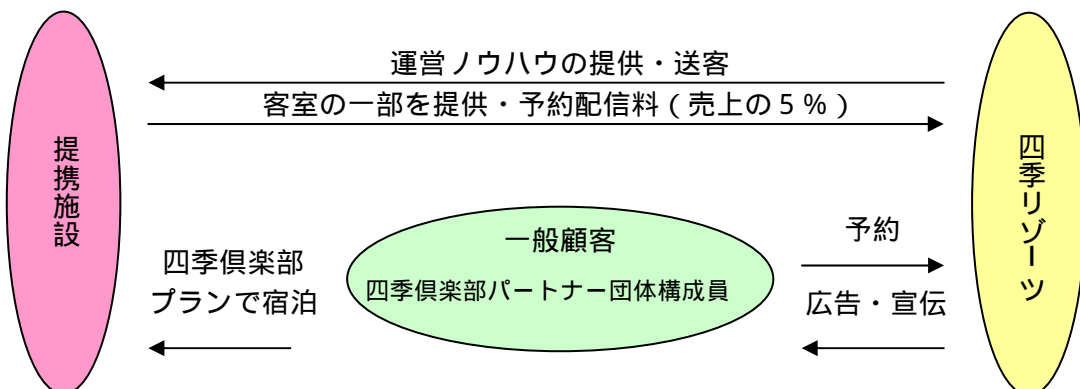 運営ノウハウの提供・送客
客室の一部を提供・予約配信料(売上の5%)
提携施設
四季リゾーツ
一般顧客
四季倶楽部パートナー団体構成員
四季倶楽部
プランで宿泊
予約
広告・宣伝